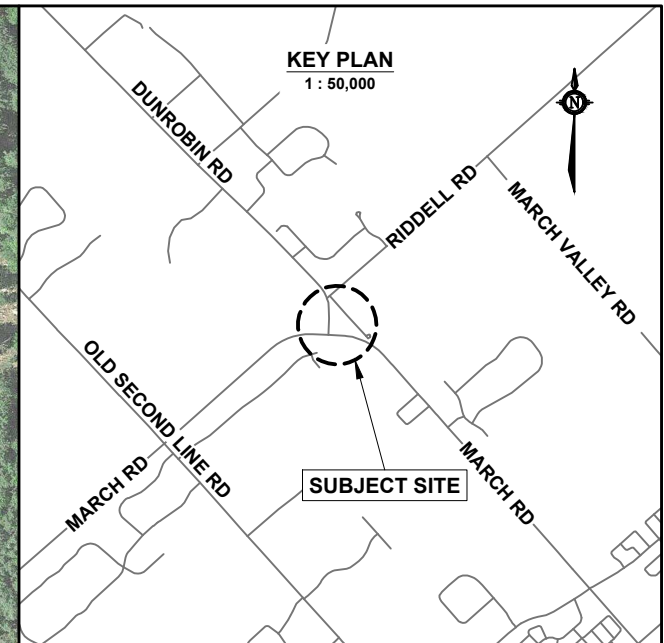 KEY PLAN
1 : 50,000
N
DUNROBIN RD
RIDDELL RD
MARCH VALLEY RD
OLD SECOND LINE RD
MARCH RD
SUBJECT SITE
MARCH RD